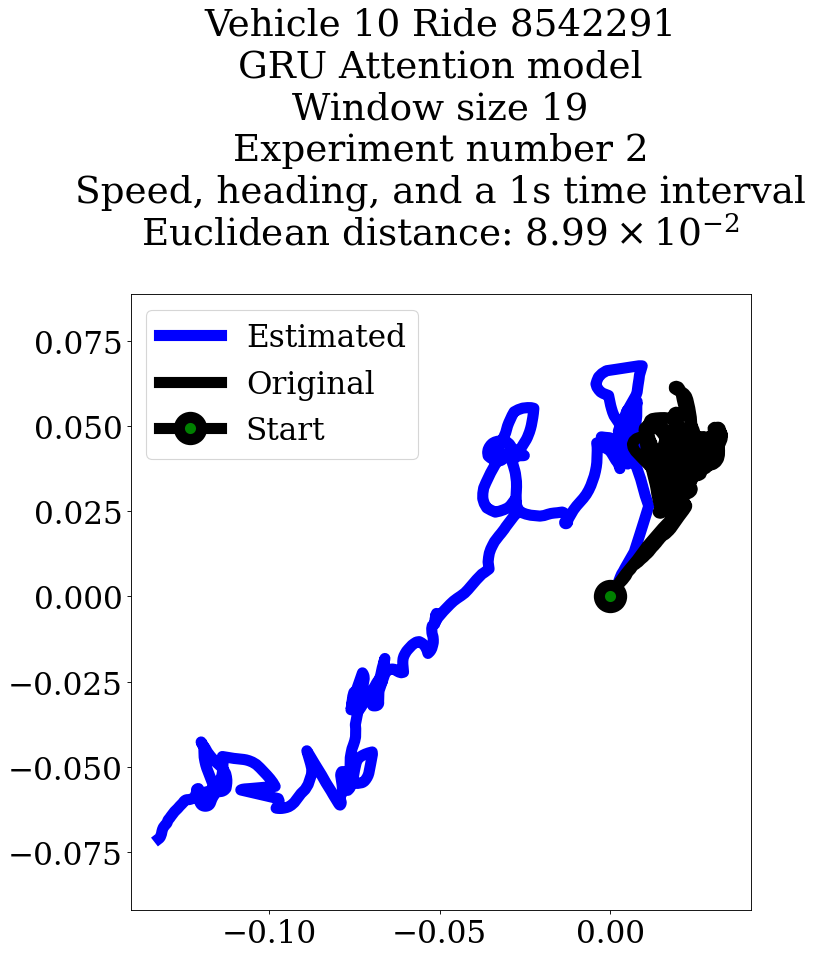 Vehicle 10 Ride 8542291
GRU Attention model
Window size 19
Experiment number 2
Speed, heading, and a 1s time interval
Euclidean distance: 8.99 × 10⁻²
Estimated
Original
Start
0.075
0.050
0.025
0.000
−0.025
−0.050
−0.075
−0.10
−0.05
0.00